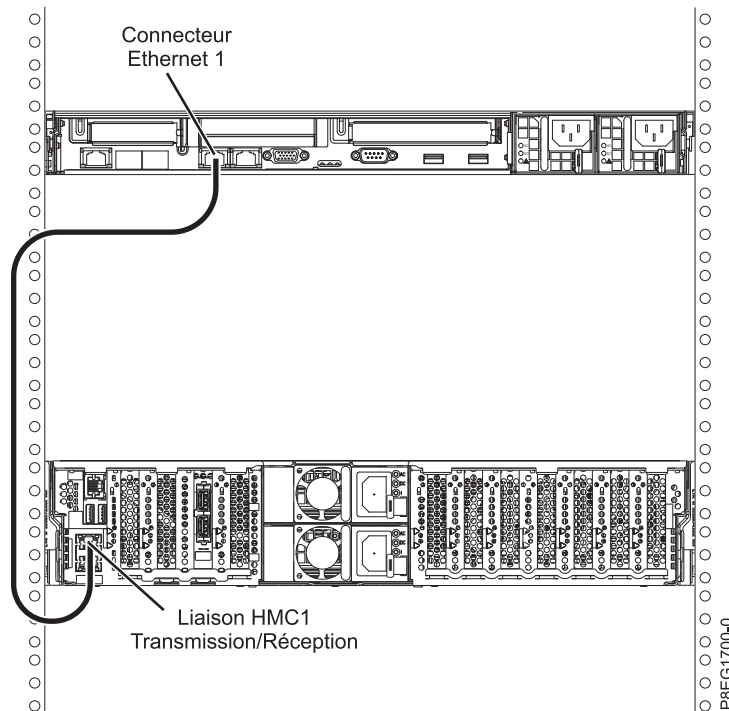 Connecteur
Ethernet 1
Liaison HMC1
Transmission/Réception
P8EG1700-0